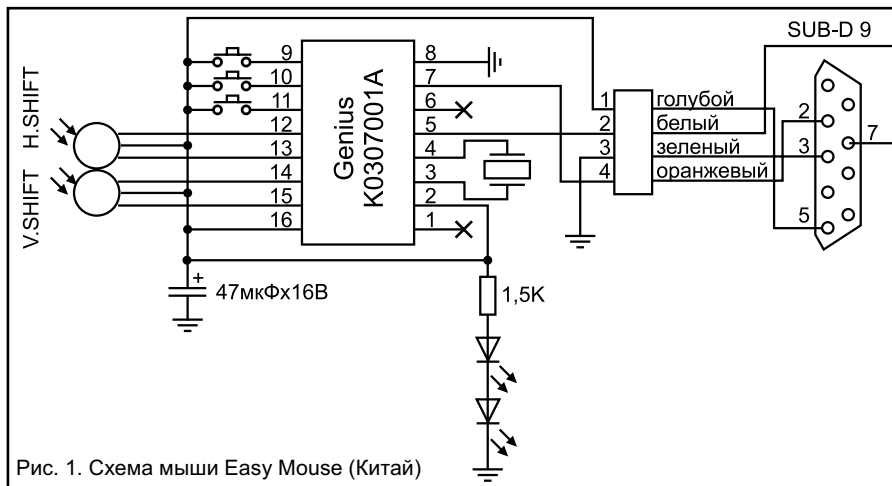 SUB-D 9
H.SHIFT
V.SHIFT
9
10
11
12
13
14
15
16
Genius
K0307001A
8
7
6
5
4
3
2
1
1
2
3
4
голубой
белый
зеленый
оранжевый
2
3
5
7
+
47мкФх16В
1,5K
Рис. 1. Схема мыши Easy Mouse (Китай)